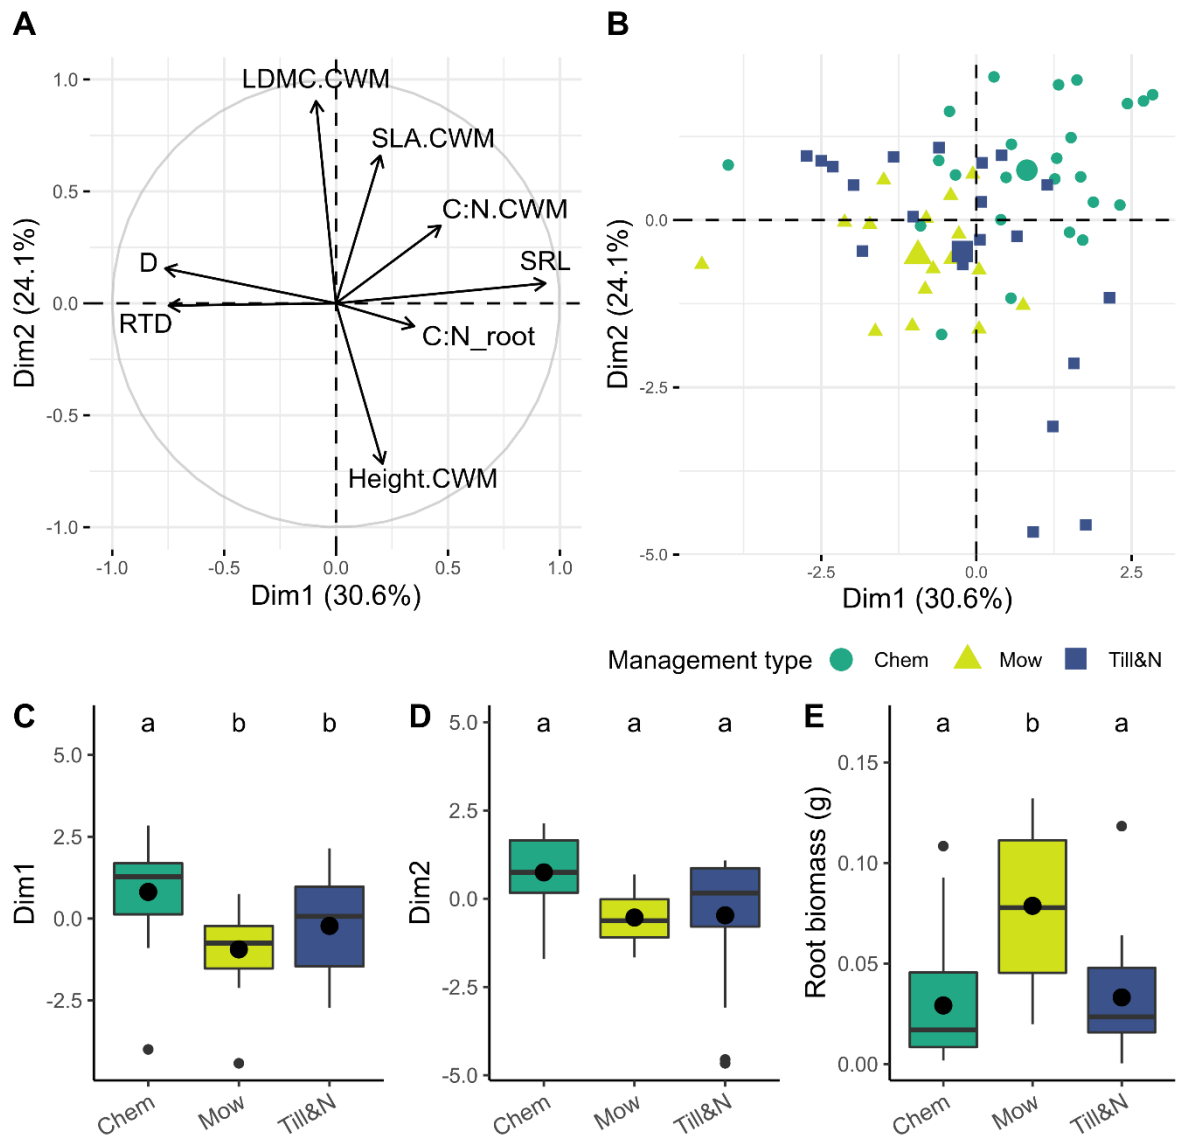 A
B
LDMC.CWM
SLA.CWM
C:N.CWM
SRL
D
RTD
C:N_root
Height.CWM
1.0
0.5
0.0
-0.5
-1.0
Dim2 (24.1%)
-1.0
-0.5
0.0
0.5
1.0
Dim1 (30.6%)
0.0
-2.5
-5.0
Dim2 (24.1%)
-2.5
0.0
2.5
Dim1 (30.6%)
Management type Chem Mow Till&N
C
a b b
5.0
2.5
0.0
-2.5
Dim1
Chem
Mow
Till&N
D
a a a
5.0
2.5
0.0
-2.5
-5.0
Dim2
Chem
Mow
Till&N
E
a b a
0.15
0.10
0.05
0.00
Root biomass (g)
Chem
Mow
Till&N